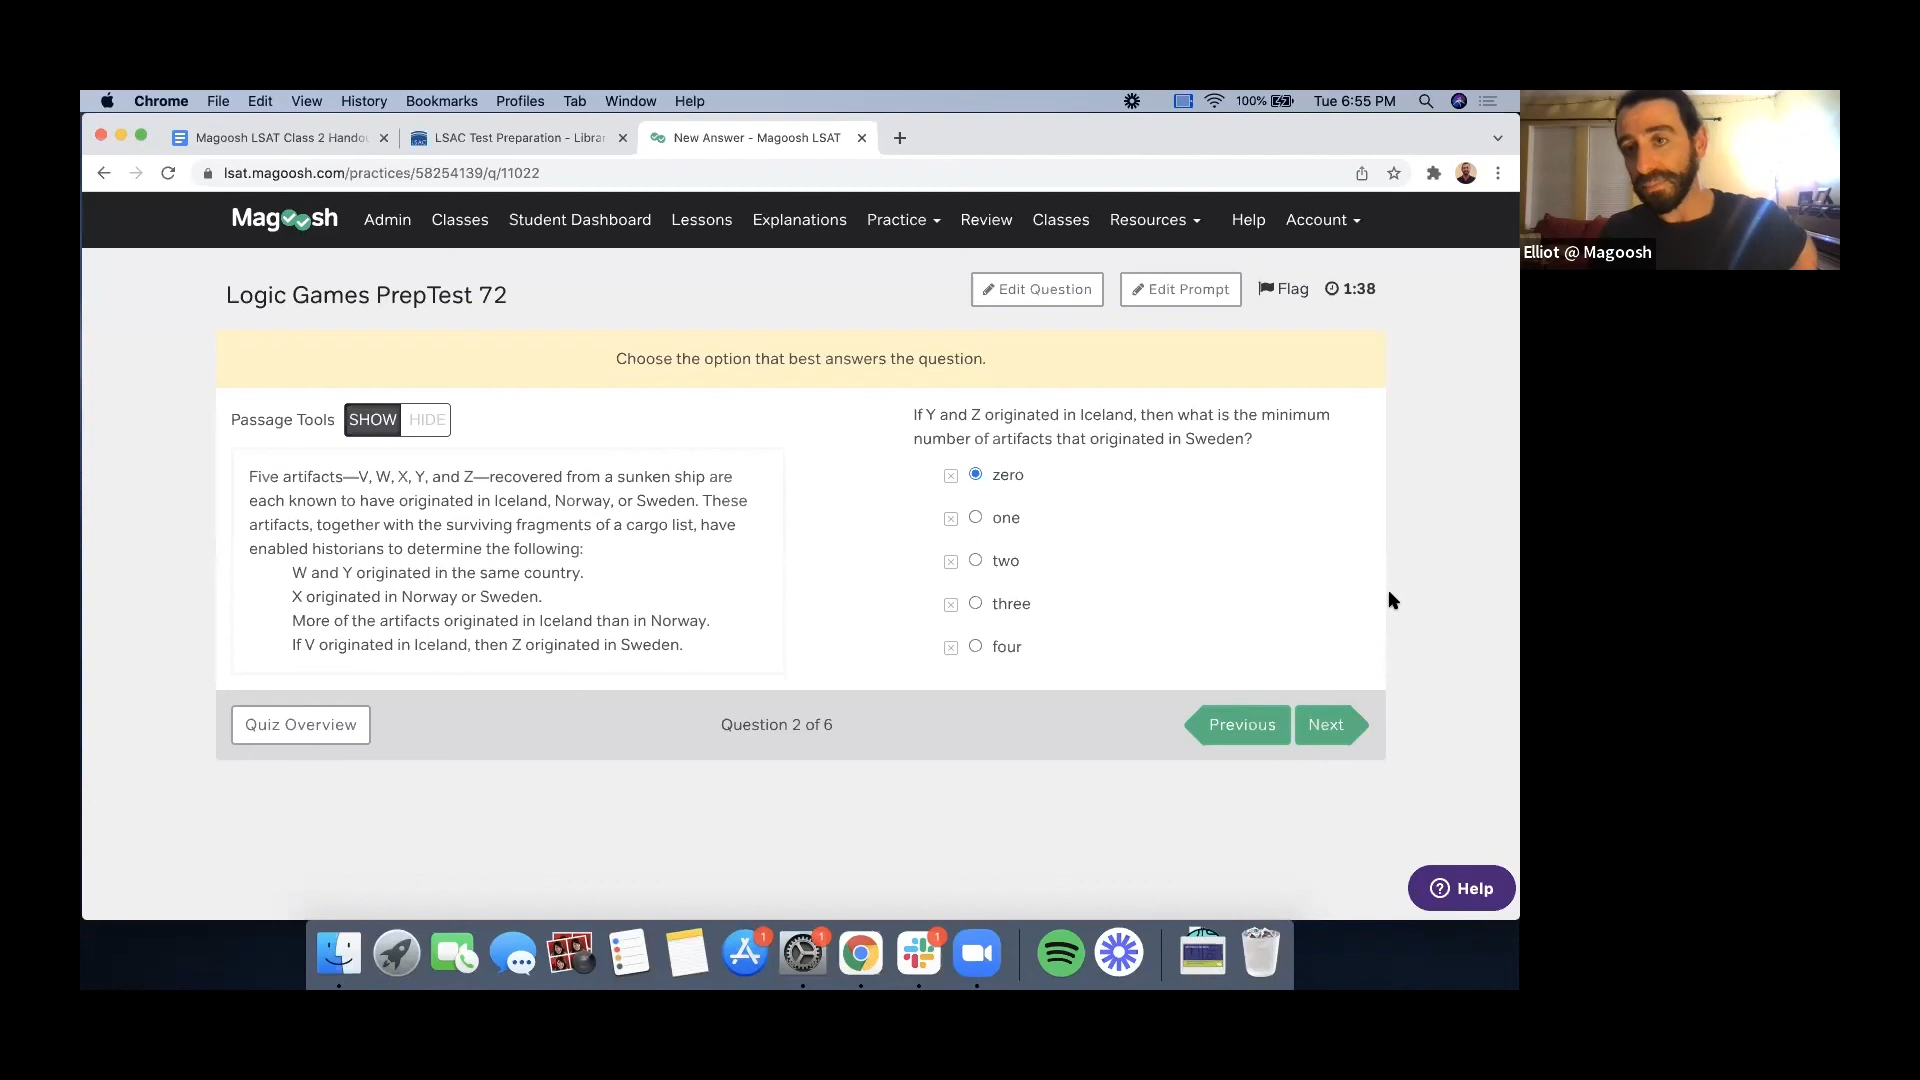 Chrome File Edit View History Bookmarks Profiles Tab Window Help 100% Tue 6:55 PM
Magoosh LSAT Class 2 Handou LSAC Test Preparation - Librar New Answer - Magoosh LSAT
lsat.magoosh.com/practices/58254139/q/11022
Magoosh Admin Classes Student Dashboard Lessons Explanations Practice Review Classes Resources Help Account
Elliot @ Magoosh
Logic Games PrepTest 72 Edit Question Edit Prompt Flag 1:38
Choose the option that best answers the question.
Passage Tools SHOW HIDE
Five artifacts—V, W, X, Y, and Z—recovered from a sunken ship are
each known to have originated in Iceland, Norway, or Sweden. These
artifacts, together with the surviving fragments of a cargo list, have
enabled historians to determine the following:
W and Y originated in the same country.
X originated in Norway or Sweden.
More of the artifacts originated in Iceland than in Norway.
If V originated in Iceland, then Z originated in Sweden.
If Y and Z originated in Iceland, then what is the minimum
number of artifacts that originated in Sweden?
zero
one
two
three
four
Quiz Overview Question 2 of 6 Previous Next
Help
1 1 1